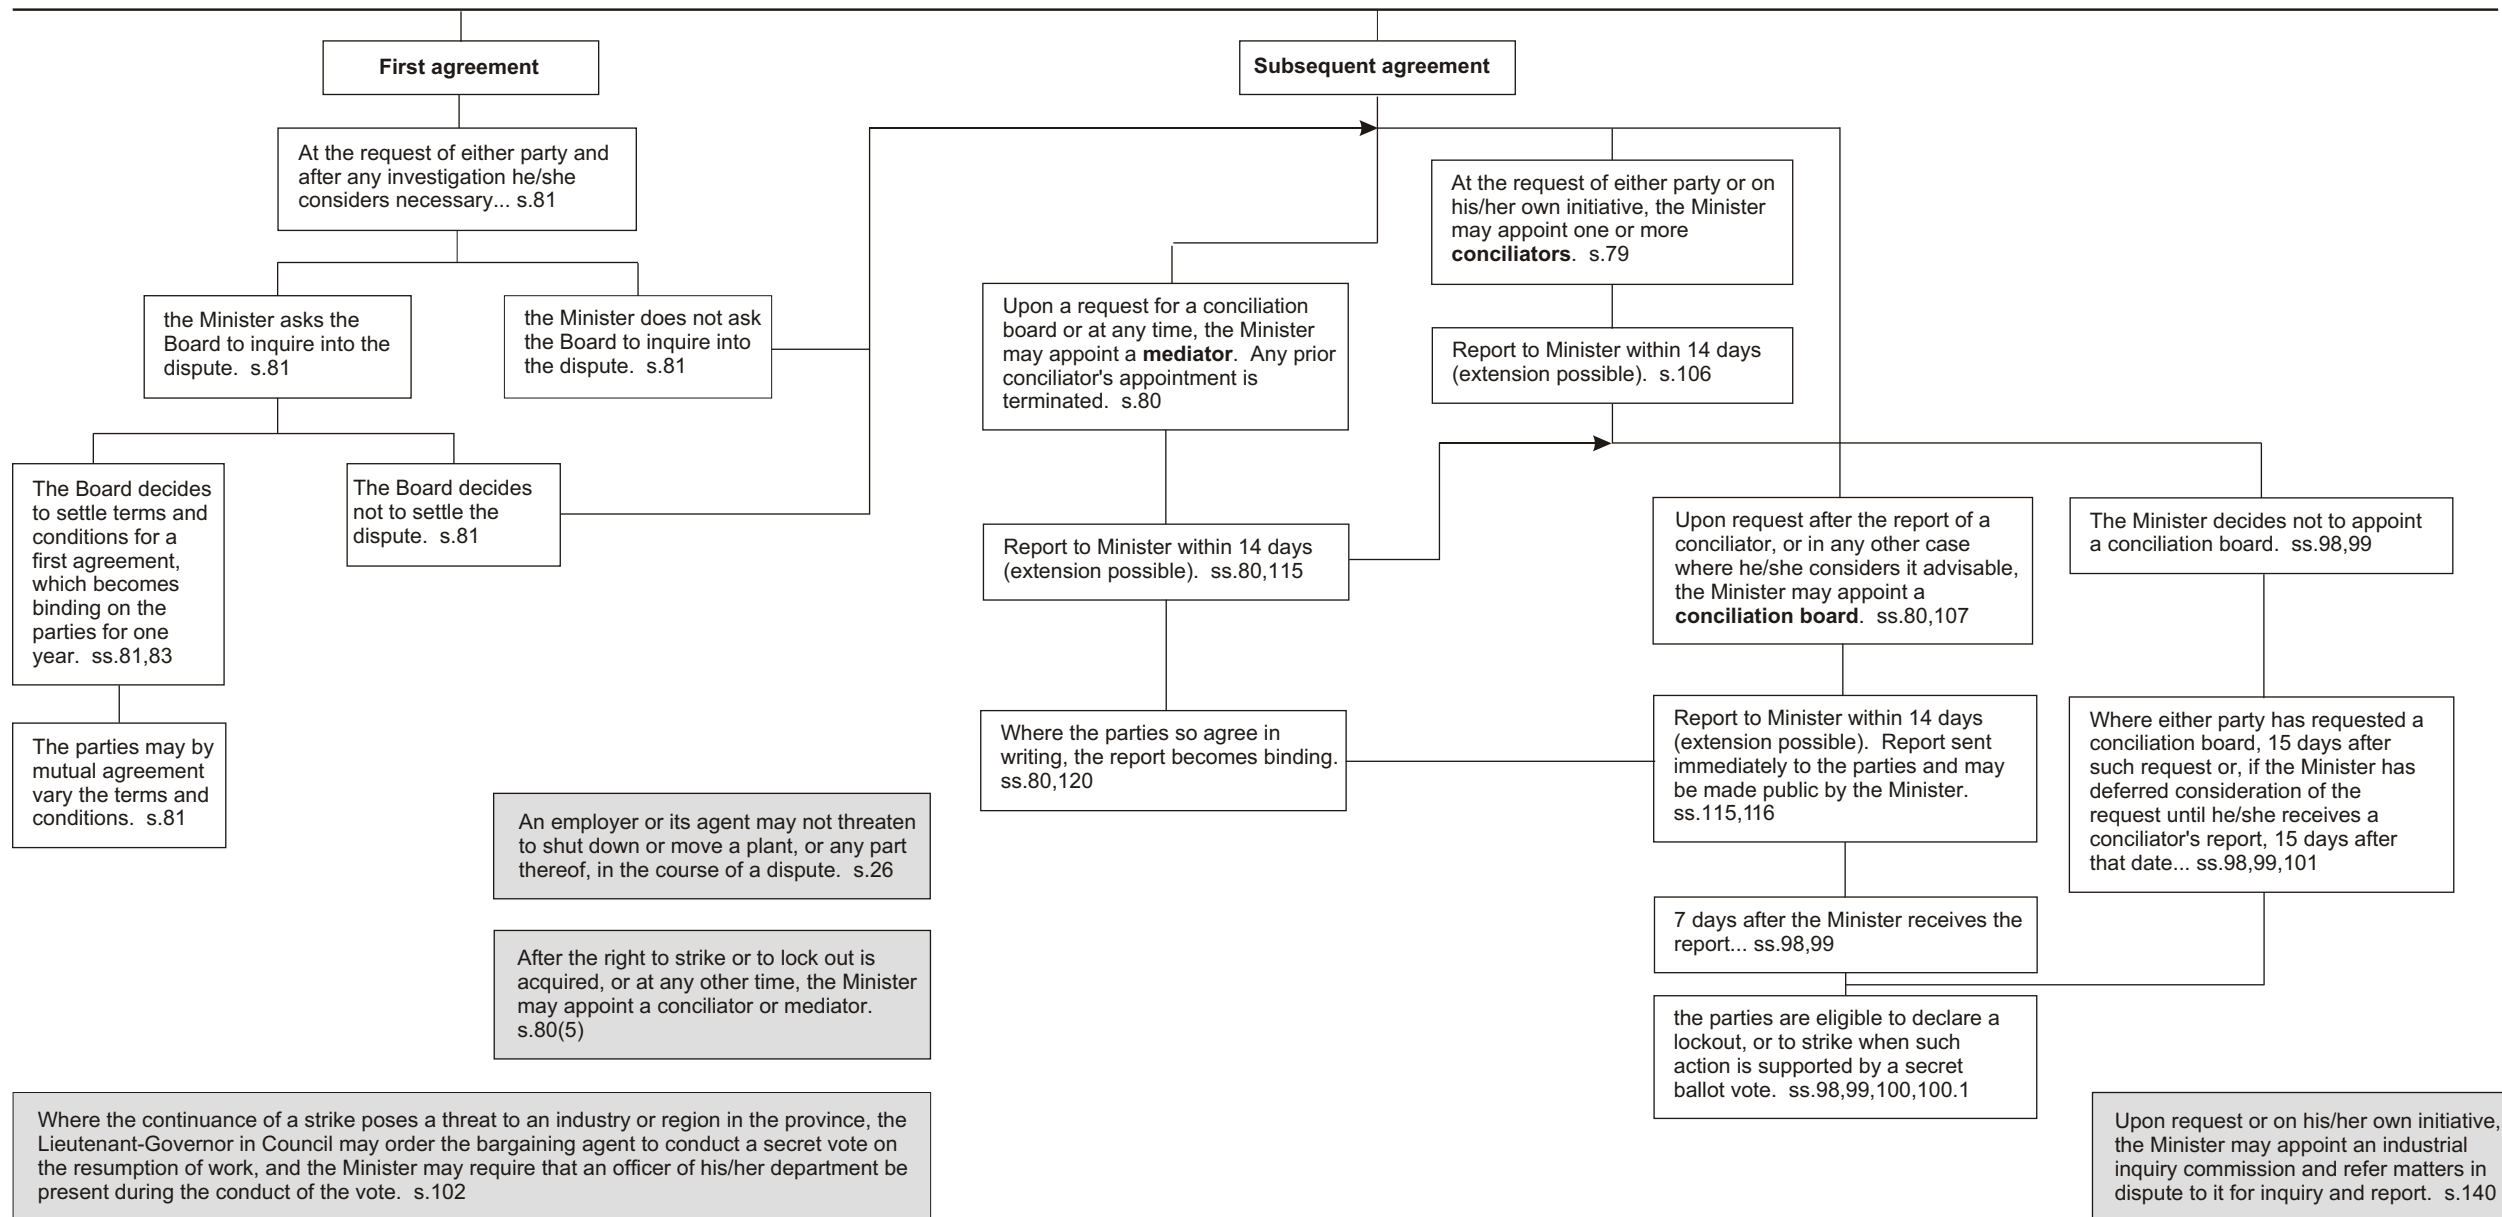 First agreement
At the request of either party and
after any investigation he/she
considers necessary... s.81
the Minister asks the
Board to inquire into the
dispute.  s.81
the Minister does not ask
the Board to inquire into
the dispute.  s.81
The Board decides
to settle terms and
conditions for a
first agreement,
which becomes
binding on the
parties for one
year.  ss.81,83
The Board decides
not to settle the
dispute.  s.81
The parties may by
mutual agreement
vary the terms and
conditions.  s.81
Subsequent agreement
Upon a request for a conciliation
board or at any time, the Minister
may appoint a mediator.  Any prior
conciliator's appointment is
terminated.  s.80
At the request of either party or on
his/her own initiative, the Minister
may appoint one or more
conciliators.  s.79
Report to Minister within 14 days
(extension possible).  s.106
Report to Minister within 14 days
(extension possible).  ss.80,115
Upon request after the report of a
conciliator, or in any other case
where he/she considers it advisable,
the Minister may appoint a
conciliation board.  ss.80,107
The Minister decides not to appoint
a conciliation board.  ss.98,99
Where the parties so agree in
writing, the report becomes binding.
ss.80,120
Report to Minister within 14 days
(extension possible).  Report sent
immediately to the parties and may
be made public by the Minister.
ss.115,116
Where either party has requested a
conciliation board, 15 days after
such request or, if the Minister has
deferred consideration of the
request until he/she receives a
conciliator's report, 15 days after
that date... ss.98,99,101
7 days after the Minister receives the
report... ss.98,99
the parties are eligible to declare a
lockout, or to strike when such
action is supported by a secret
ballot vote.  ss.98,99,100,100.1
An employer or its agent may not threaten
to shut down or move a plant, or any part
thereof, in the course of a dispute.  s.26
After the right to strike or to lock out is
acquired, or at any other time, the Minister
may appoint a conciliator or mediator.
s.80(5)
Where the continuance of a strike poses a threat to an industry or region in the province, the
Lieutenant-Governor in Council may order the bargaining agent to conduct a secret vote on
the resumption of work, and the Minister may require that an officer of his/her department be
present during the conduct of the vote.  s.102
Upon request or on his/her own initiative,
the Minister may appoint an industrial
inquiry commission and refer matters in
dispute to it for inquiry and report.  s.140